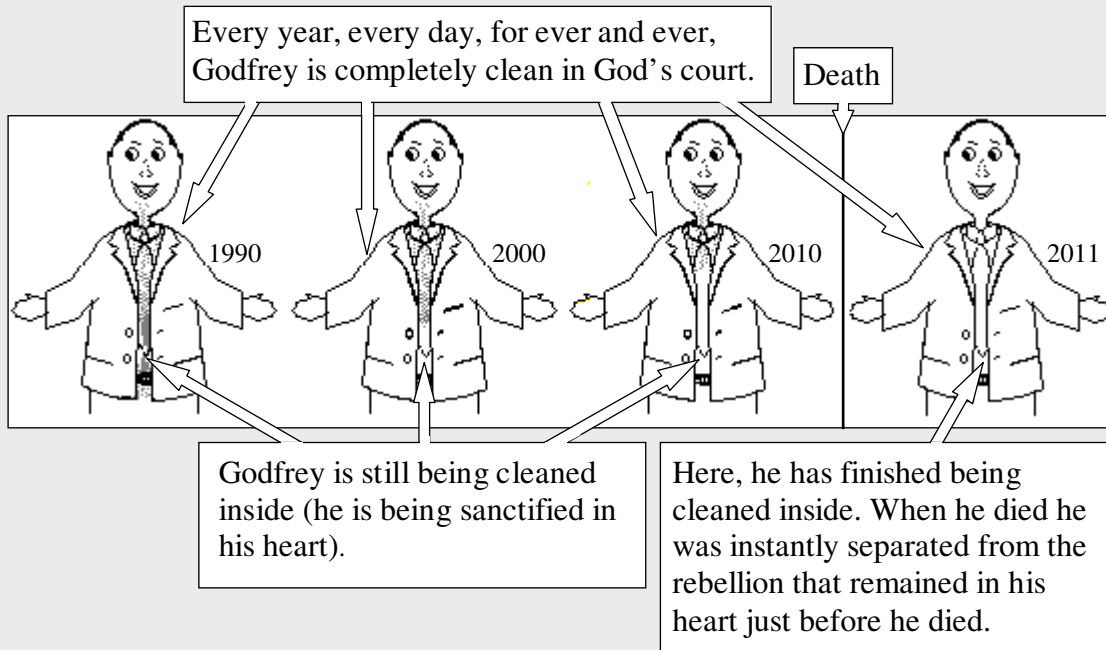 Every year, every day, for ever and ever,
Godfrey is completely clean in God's court.
Death
1990
2000
2010
2011
Godfrey is still being cleaned
inside (he is being sanctified in
his heart).
Here, he has finished being
cleaned inside. When he died he
was instantly separated from the
rebellion that remained in his
heart just before he died.